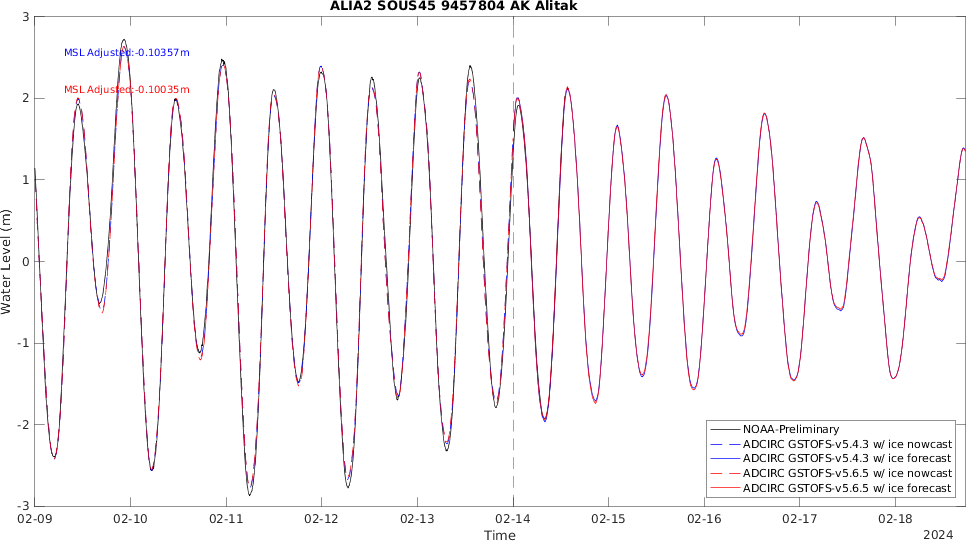 ALIA2 SOUS45 9457804 AK Alitak
3
MSL Adjusted:-0.10357m
MSL Adjusted:-0.10035m
2
1
0
-1
-2
-3
Water Level (m)
NOAA-Preliminary
ADCIRC GSTOFS-v5.4.3 w/ ice nowcast
ADCIRC GSTOFS-v5.4.3 w/ ice forecast
ADCIRC GSTOFS-v5.6.5 w/ ice nowcast
ADCIRC GSTOFS-v5.6.5 w/ ice forecast
02-09 02-10 02-11 02-12 02-13 02-14 02-15 02-16 02-17 02-18
Time
2024